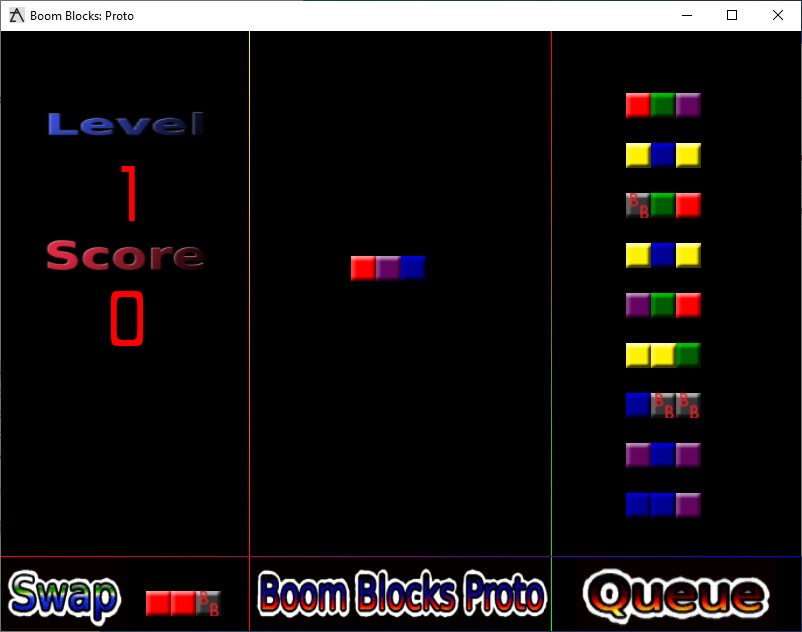 Boom Blocks: Proto
Level
1
Score
0
B
B
B B
B B
Swap
B
B
Boom Blocks Proto
Queue